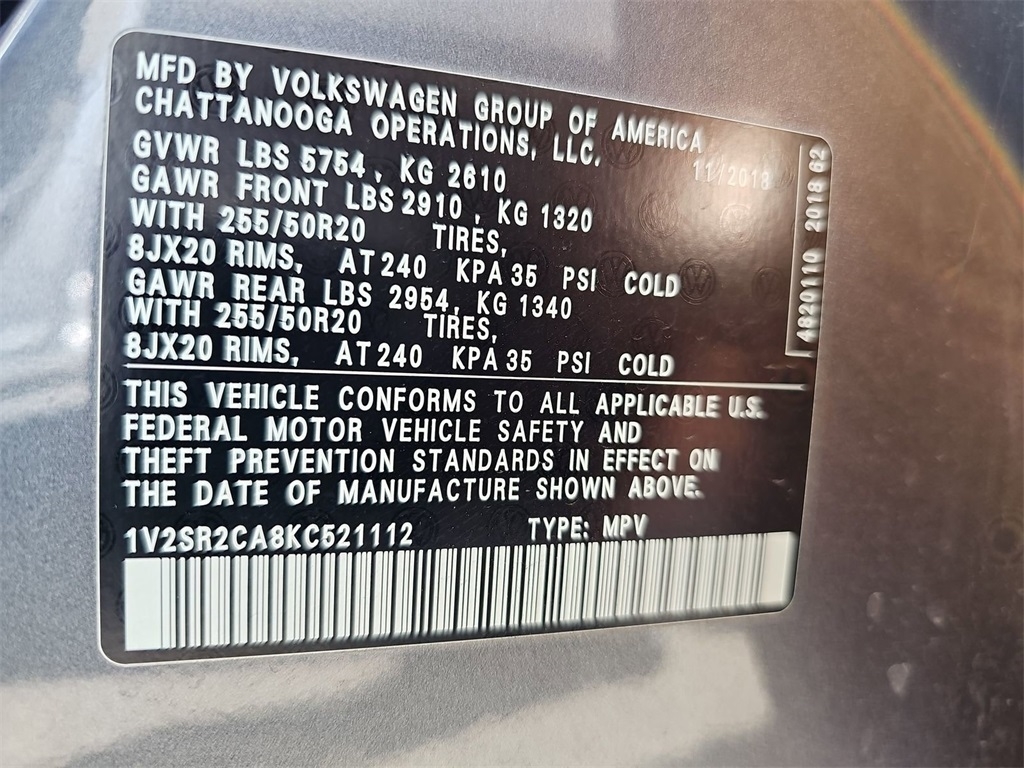 MFD BY VOLKSWAGEN GROUP OF AMERICA
CHATTANOOGA OPERATIONS, LLC.
11/2018
GVWR LBS 5754, KG 2610
GAWR FRONT LBS 2910, KG 1320
WITH 255/50R20 TIRES,
8JX20 RIMS, AT 240 KPA 35 PSI COLD
GAWR REAR LBS 2954, KG 1340
WITH 255/50R20 TIRES,
8JX20 RIMS, AT 240 KPA 35 PSI COLD
4820110 2018 62
THIS VEHICLE CONFORMS TO ALL APPLICABLE U.S.
FEDERAL MOTOR VEHICLE SAFETY AND
THEFT PREVENTION STANDARDS IN EFFECT ON
THE DATE OF MANUFACTURE SHOWN ABOVE.
1V2SR2CA8KC521112 TYPE: MPV